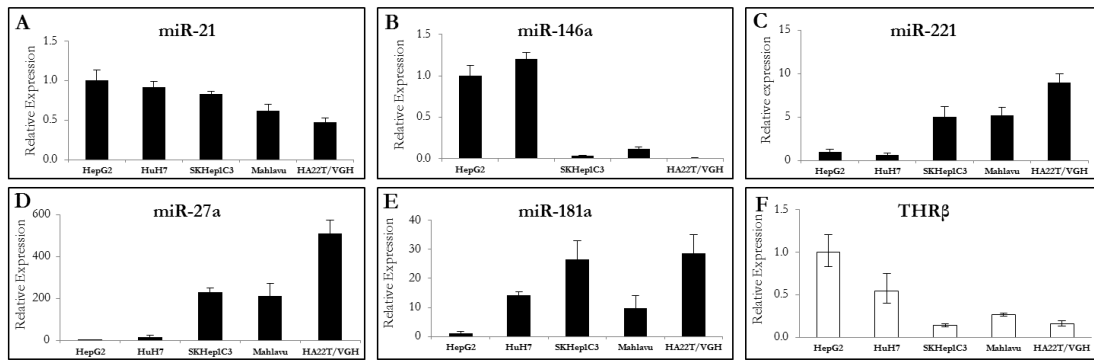 A
miR-21
Relative Expression
1.5
1.0
0.5
0.0
HepG2 HuH7 SKHep1C3 Mahlavu HA22T/VGH
B
miR-146a
Relative Expression
1.5
1.0
0.5
0.0
HepG2 SKHep1C3 HA22T/VGH
C
miR-221
Relative expression
15
10
5
0
HepG2 HuH7 SKHep1C3 Mahlavu HA22T/VGH
D
miR-27a
Relative Expression
600
400
200
0
HepG2 HuH7 SKHep1C3 Mahlavu HA22T/VGH
E
miR-181a
Relative Expression
40
30
20
10
0
HepG2 HuH7 SKHep1C3 Mahlavu HA22T/VGH
F
THRβ
Relative Expression
1.5
1.0
0.5
0.0
HepG2 HuH7 SKHep1C3 Mahlavu HA22T/VGH